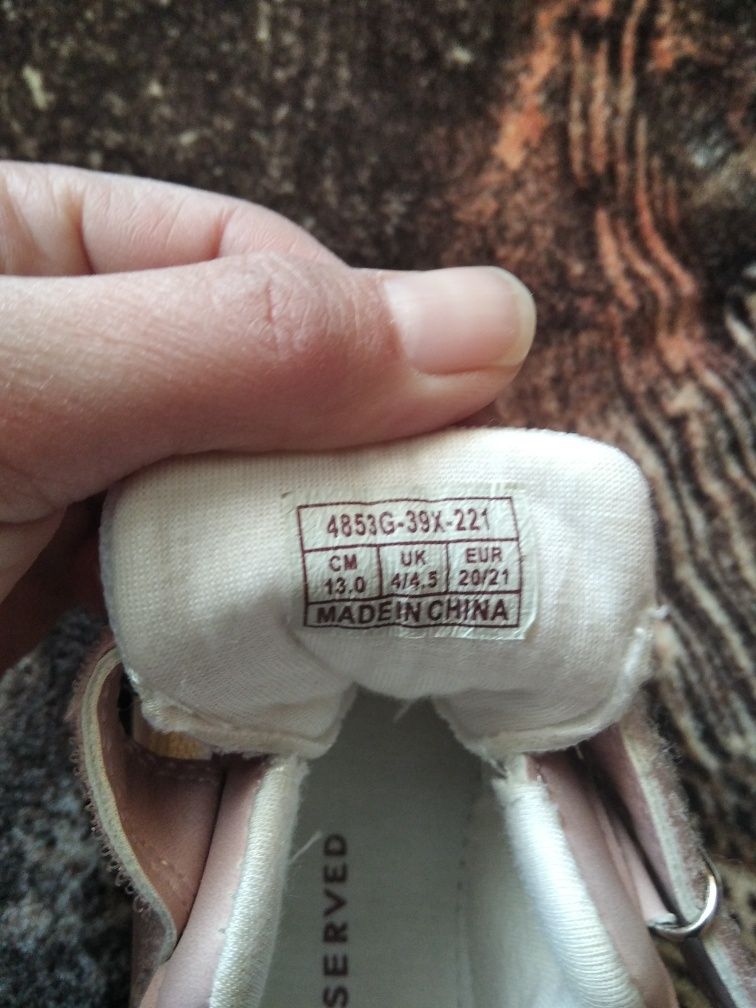 4853G-39X-221
CM UK EUR
13.0 4/4.5 20/21
MADE IN CHINA
SERVED